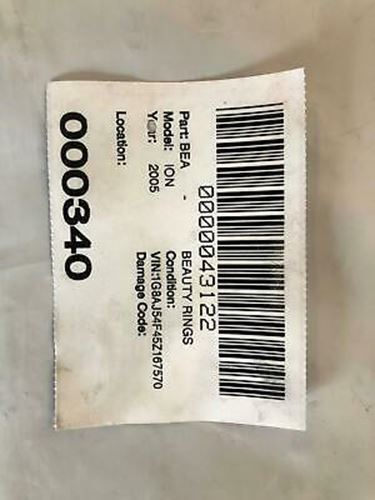 0000043122
Part: BEA - BEAUTY RINGS
Model: ION Condition:
Year: 2005 VIN:1G8AJ54F45Z167570
Damage Code:
Location:
000340